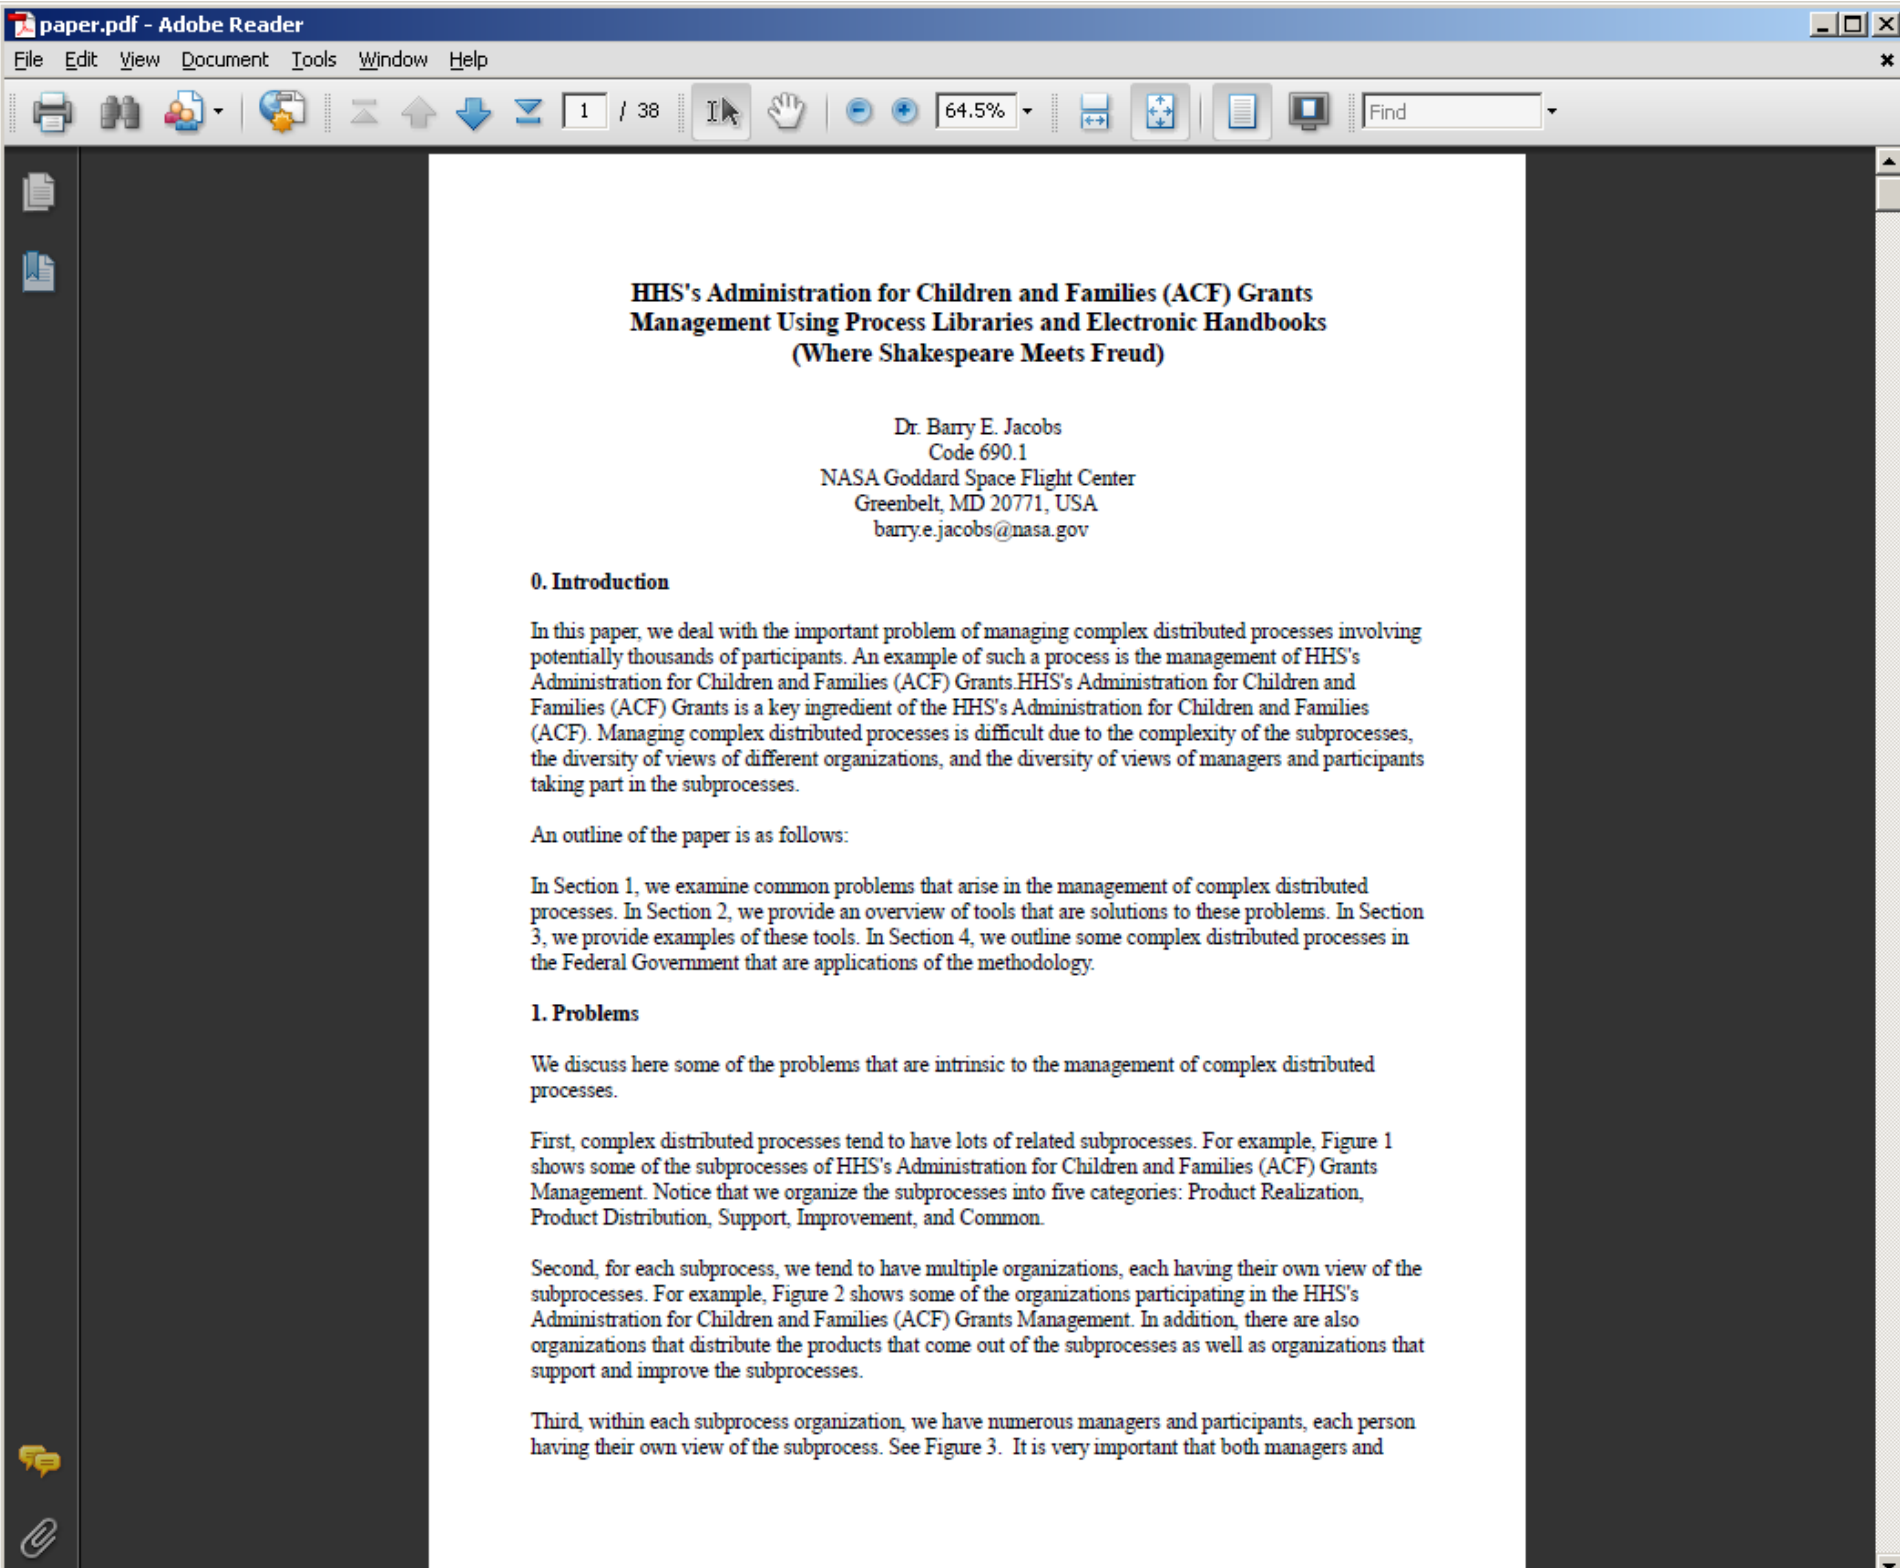 paper.pdf - Adobe Reader
File Edit View Document Tools Window Help
1 / 38 64.5% Find
HHS's Administration for Children and Families (ACF) Grants
Management Using Process Libraries and Electronic Handbooks
(Where Shakespeare Meets Freud)
Dr. Barry E. Jacobs
Code 690.1
NASA Goddard Space Flight Center
Greenbelt, MD 20771, USA
barry.e.jacobs@nasa.gov
0. Introduction
In this paper, we deal with the important problem of managing complex distributed processes involving
potentially thousands of participants. An example of such a process is the management of HHS's
Administration for Children and Families (ACF) Grants.HHS's Administration for Children and
Families (ACF) Grants is a key ingredient of the HHS's Administration for Children and Families
(ACF). Managing complex distributed processes is difficult due to the complexity of the subprocesses,
the diversity of views of different organizations, and the diversity of views of managers and participants
taking part in the subprocesses.
An outline of the paper is as follows:
In Section 1, we examine common problems that arise in the management of complex distributed
processes. In Section 2, we provide an overview of tools that are solutions to these problems. In Section
3, we provide examples of these tools. In Section 4, we outline some complex distributed processes in
the Federal Government that are applications of the methodology.
1. Problems
We discuss here some of the problems that are intrinsic to the management of complex distributed
processes.
First, complex distributed processes tend to have lots of related subprocesses. For example, Figure 1
shows some of the subprocesses of HHS's Administration for Children and Families (ACF) Grants
Management. Notice that we organize the subprocesses into five categories: Product Realization,
Product Distribution, Support, Improvement, and Common.
Second, for each subprocess, we tend to have multiple organizations, each having their own view of the
subprocesses. For example, Figure 2 shows some of the organizations participating in the HHS's
Administration for Children and Families (ACF) Grants Management. In addition, there are also
organizations that distribute the products that come out of the subprocesses as well as organizations that
support and improve the subprocesses.
Third, within each subprocess organization, we have numerous managers and participants, each person
having their own view of the subprocess. See Figure 3.  It is very important that both managers and